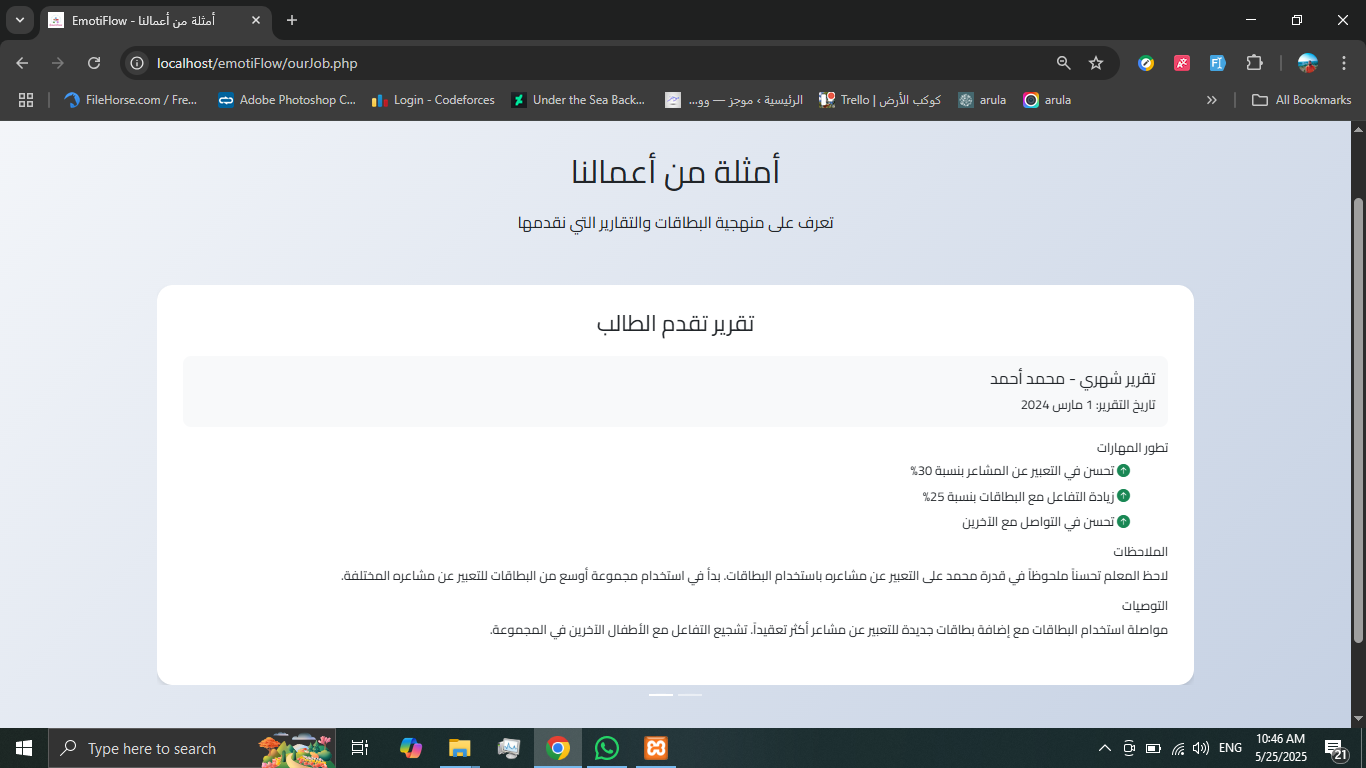 EmotiFlow - أمثلة من أعمالنا
localhost/emotiFlow/ourJob.php
FileHorse.com / Fre...
Adobe Photoshop C...
Login - Codeforces
Under the Sea Back...
الرئيسية › موجز — وو...
Trello | كوكب الأرض
arula
arula
All Bookmarks
أمثلة من أعمالنا
تعرف على منهجية البطاقات والتقارير التي نقدمها
تقرير تقدم الطالب
تقرير شهري - محمد أحمد
تاريخ التقرير: 1 مارس 2024
تطور المهارات
تحسن في التعبير عن المشاعر بنسبة 30%
زيادة التفاعل مع البطاقات بنسبة 25%
تحسن في التواصل مع الآخرين
الملاحظات
لاحظ المعلم تحسناً ملحوظاً في قدرة محمد على التعبير عن مشاعره باستخدام البطاقات. بدأ في استخدام مجموعة أوسع من البطاقات للتعبير عن مشاعره المختلفة.
التوصيات
مواصلة استخدام البطاقات مع إضافة بطاقات جديدة للتعبير عن مشاعر أكثر تعقيداً. تشجيع التفاعل مع الأطفال الآخرين في المجموعة.
Type here to search
ENG
10:46 AM
5/25/2025
21